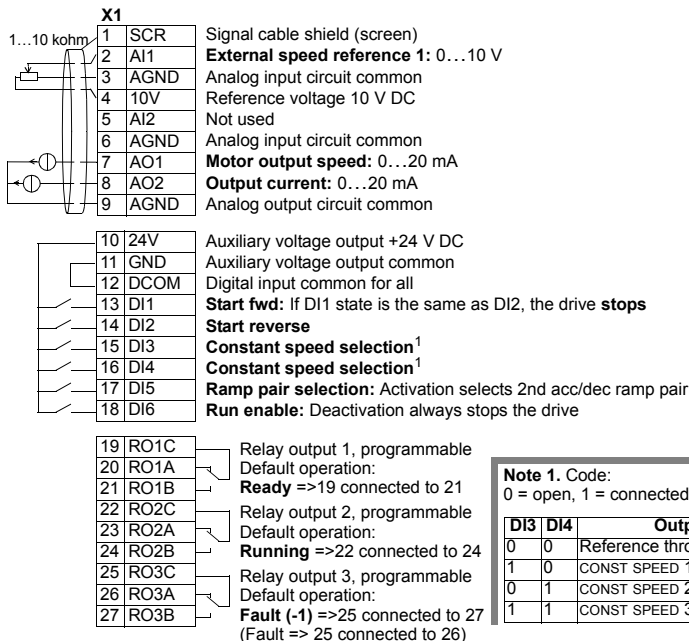 X1
1…10 kohm
1 SCR Signal cable shield (screen)
2 AI1 External speed reference 1: 0…10 V
3 AGND Analog input circuit common
4 10V Reference voltage 10 V DC
5 AI2 Not used
6 AGND Analog input circuit common
7 AO1 Motor output speed: 0…20 mA
8 AO2 Output current: 0…20 mA
9 AGND Analog output circuit common
10 24V Auxiliary voltage output +24 V DC
11 GND Auxiliary voltage output common
12 DCOM Digital input common for all
13 DI1 Start fwd: If DI1 state is the same as DI2, the drive stops
14 DI2 Start reverse
15 DI3 Constant speed selection1
16 DI4 Constant speed selection1
17 DI5 Ramp pair selection: Activation selects 2nd acc/dec ramp pair
18 DI6 Run enable: Deactivation always stops the drive
19 RO1C Relay output 1, programmable
20 RO1A Default operation:
21 RO1B Ready =>19 connected to 21
22 RO2C Relay output 2, programmable
23 RO2A Default operation:
24 RO2B Running =>22 connected to 24
25 RO3C Relay output 3, programmable
26 RO3A Default operation:
27 RO3B Fault (-1) =>25 connected to 27
(Fault => 25 connected to 26)
Note 1. Code:
0 = open, 1 = connected
DI3 DI4
0 0 Reference
1 0 CONST SPEED 1
0 1 CONST SPEED 2
1 1 CONST SPEED 3